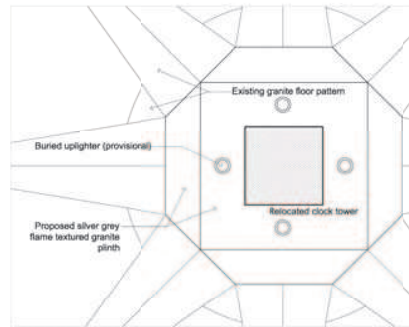 Existing granite floor pattern
Buried uplighter (provisional)
Relocated clock tower
Proposed silver grey
flame textured granite
plinth